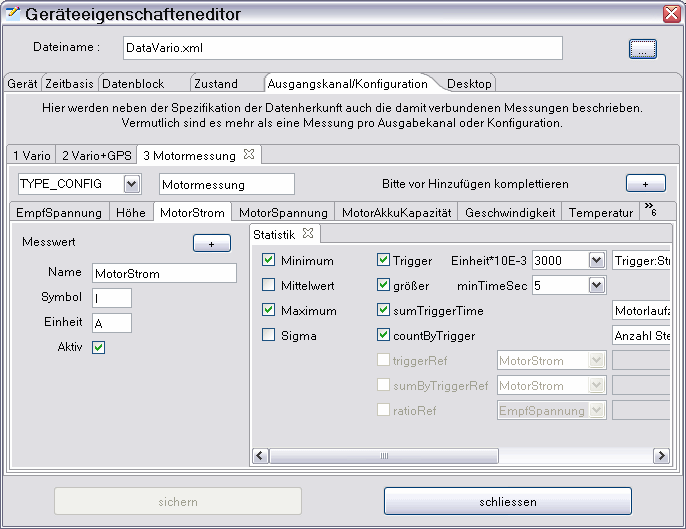 Geräteeigenschafteneditor
Dateiname : DataVario.xml ...
Gerät Zeitbasis Datenblock Zustand Ausgangskanal/Konfiguration Desktop
Hier werden neben der Spezifikation der Datenherkunft auch die damit verbundenen Messungen beschrieben.
Vermutlich sind es mehr als eine Messung pro Ausgabekanal oder Konfiguration.
1 Vario 2 Vario+GPS 3 Motormessung
TYPE_CONFIG Motormessung Bitte vor Hinzufügen komplettieren +
EmpfSpannung Höhe MotorStrom MotorSpannung MotorAkkuKapazität Geschwindigkeit Temperatur »6
Messwert +
Name MotorStrom
Symbol I
Einheit A
Aktiv
Statistik
Minimum Trigger Einheit*10E-3 3000 Trigger:Str
Mittelwert größer minTimeSec 5
Maximum sumTriggerTime Motorlaufz
Sigma countByTrigger Anzahl Ste
triggerRef MotorStrom
sumByTriggerRef MotorStrom
ratioRef EmpfSpannung
sichern schliessen